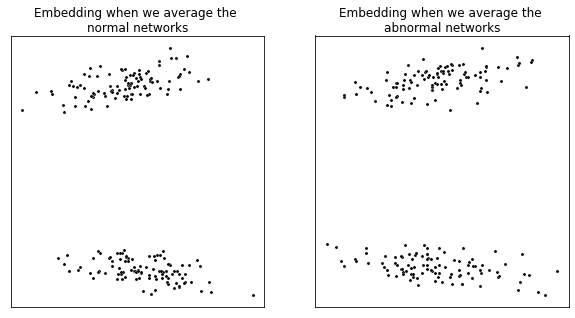 Embedding when we average the
normal networks
Embedding when we average the
abnormal networks